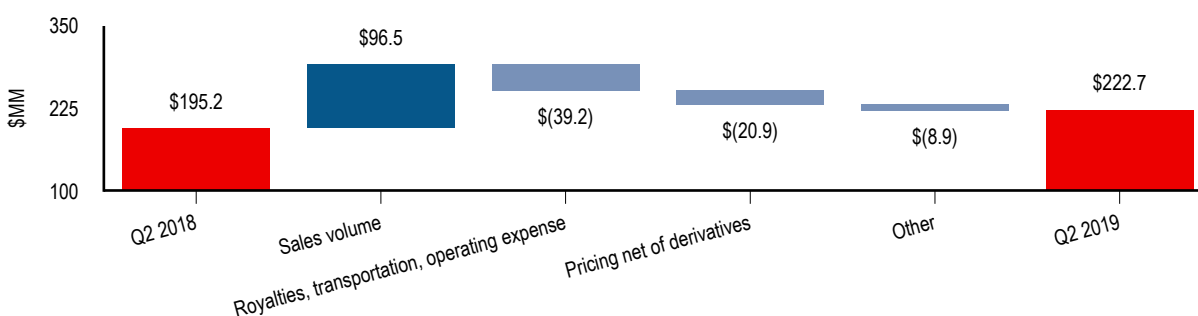 350
$96.5
$195.2
$222.7
$MM
225
$(39.2)
$(20.9)
$(8.9)
100
Q2 2018
Sales volume
Royalties, transportation, operating expense
Pricing net of derivatives
Other
Q2 2019